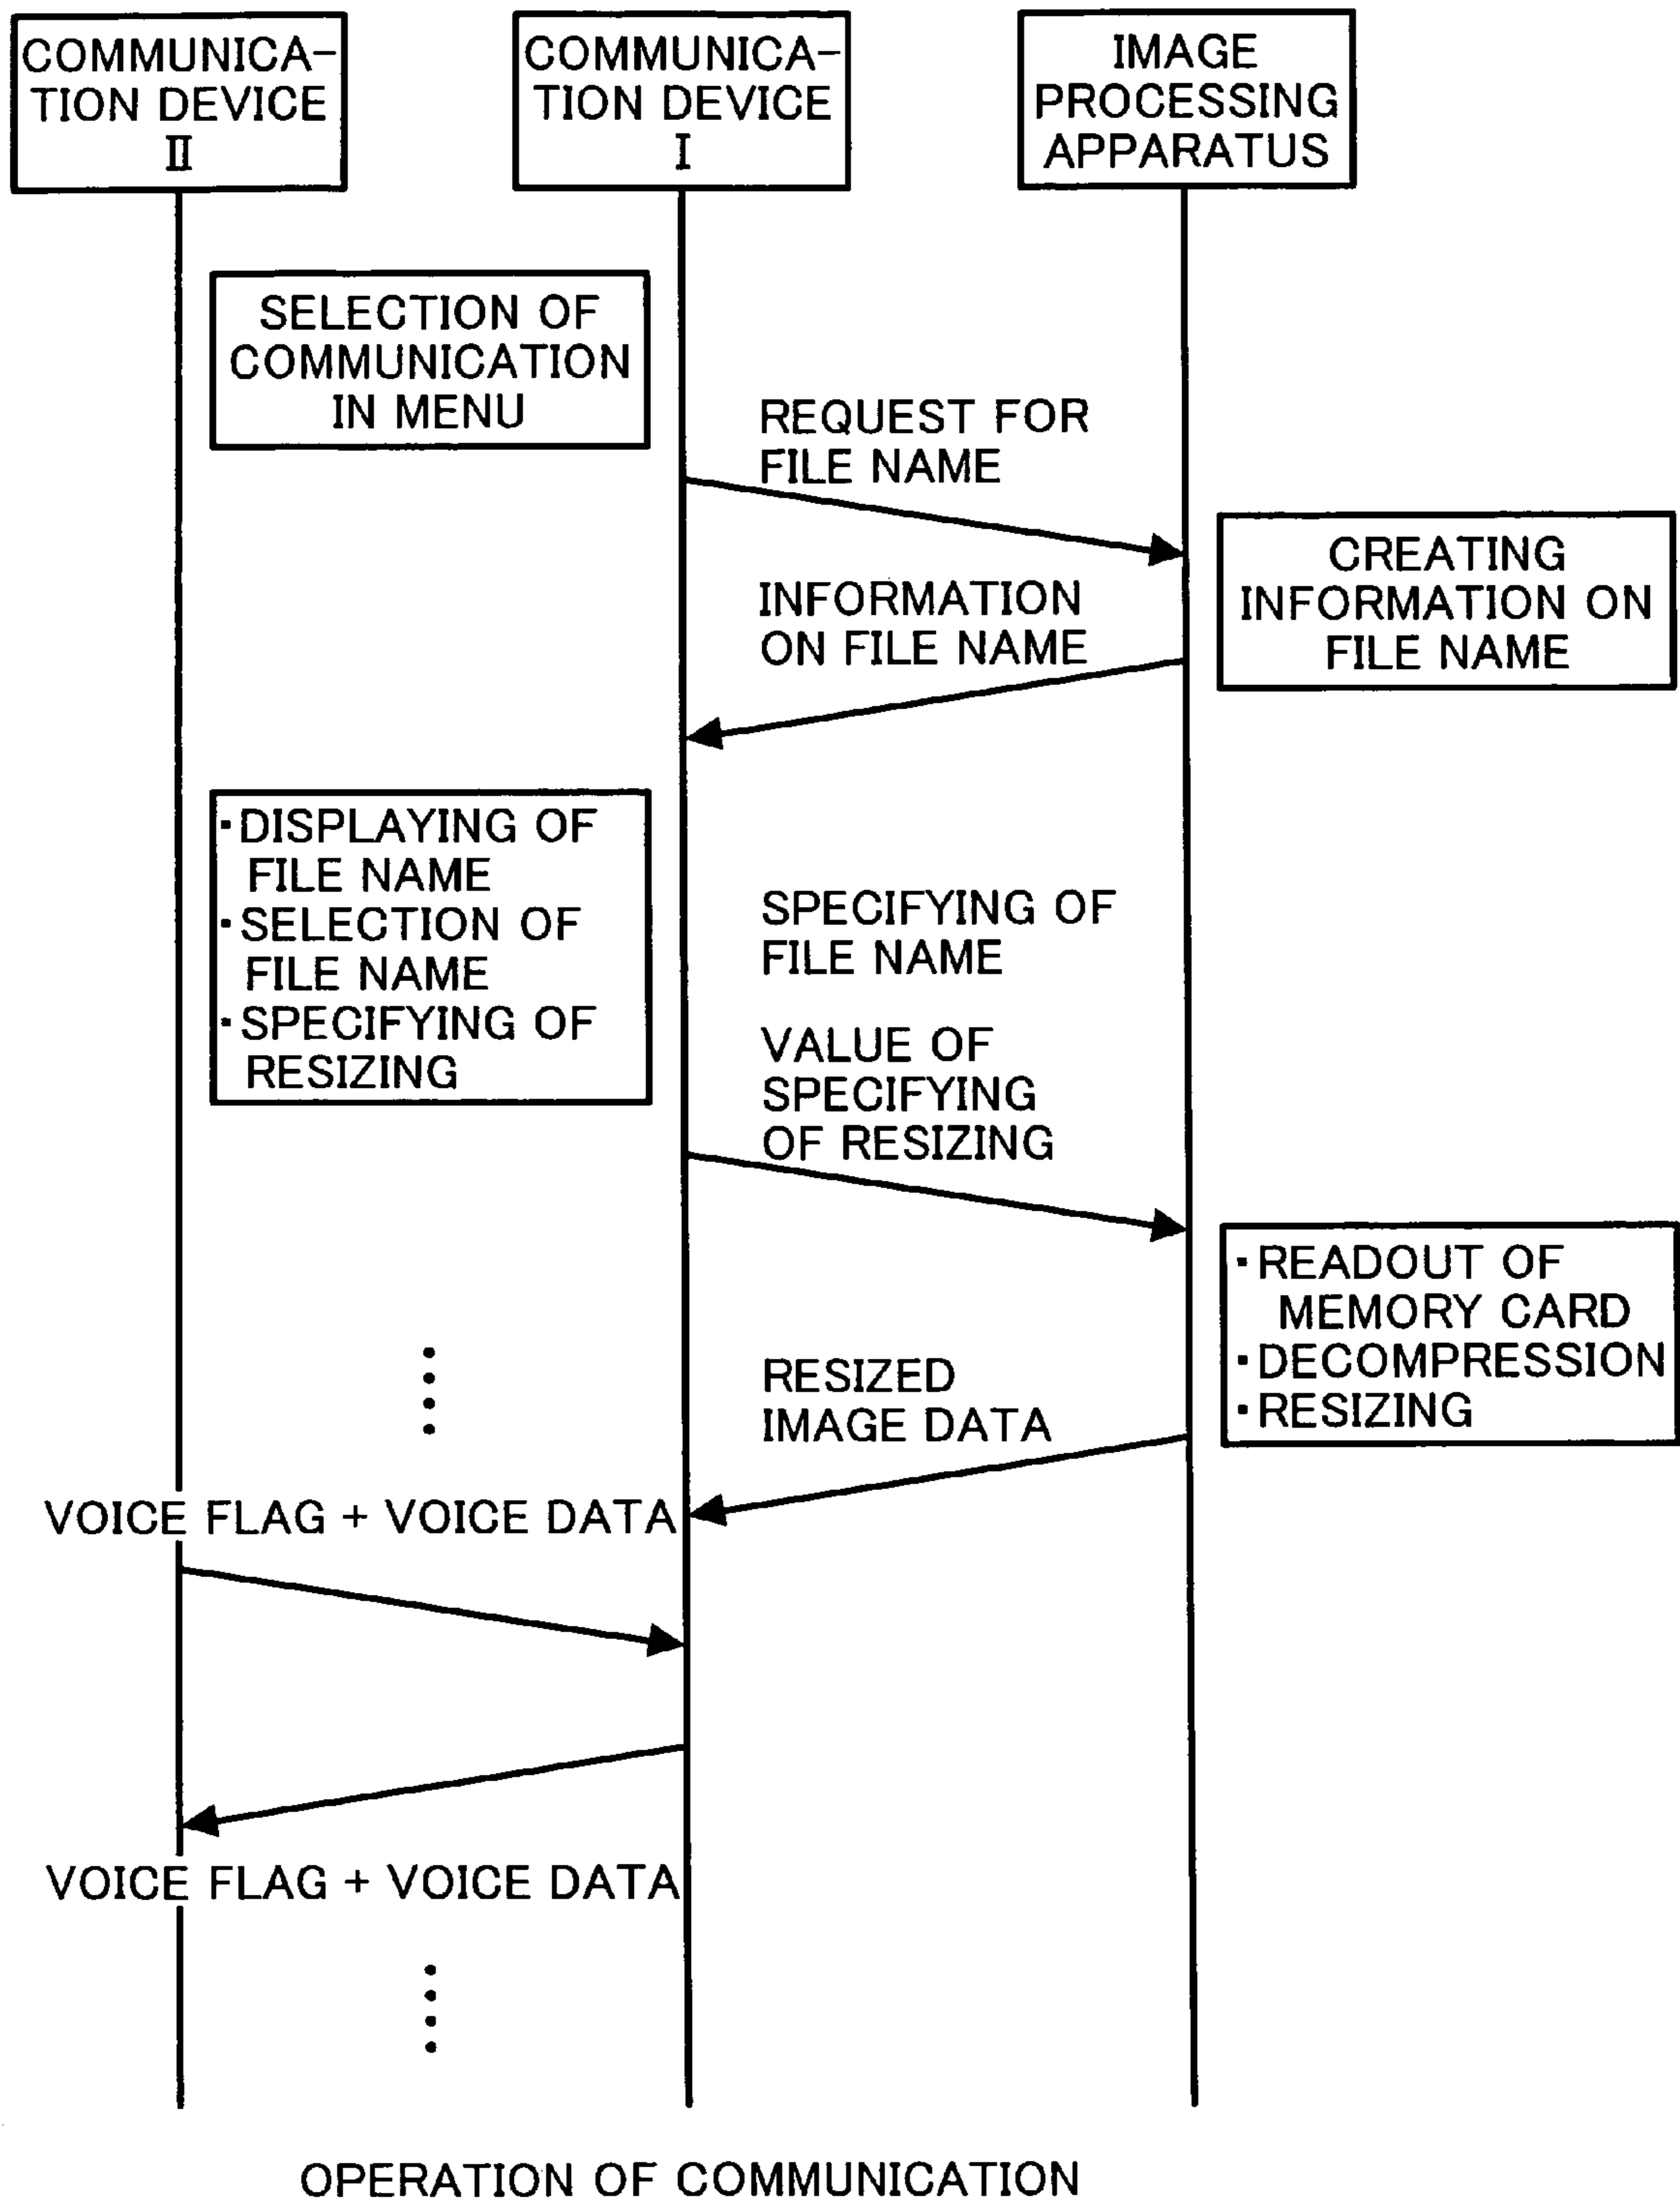 COMMUNICA-
TION DEVICE
II
COMMUNICA-
TION DEVICE
I
IMAGE
PROCESSING
APPARATUS
SELECTION OF
COMMUNICATION
IN MENU
REQUEST FOR
FILE NAME
CREATING
INFORMATION ON
FILE NAME
INFORMATION
ON FILE NAME
・DISPLAYING OF
FILE NAME
・SELECTION OF
FILE NAME
・SPECIFYING OF
RESIZING
SPECIFYING OF
FILE NAME
VALUE OF
SPECIFYING
OF RESIZING
・READOUT OF
MEMORY CARD
・DECOMPRESSION
・RESIZING
RESIZED
IMAGE DATA
VOICE FLAG + VOICE DATA
VOICE FLAG + VOICE DATA
OPERATION OF COMMUNICATION